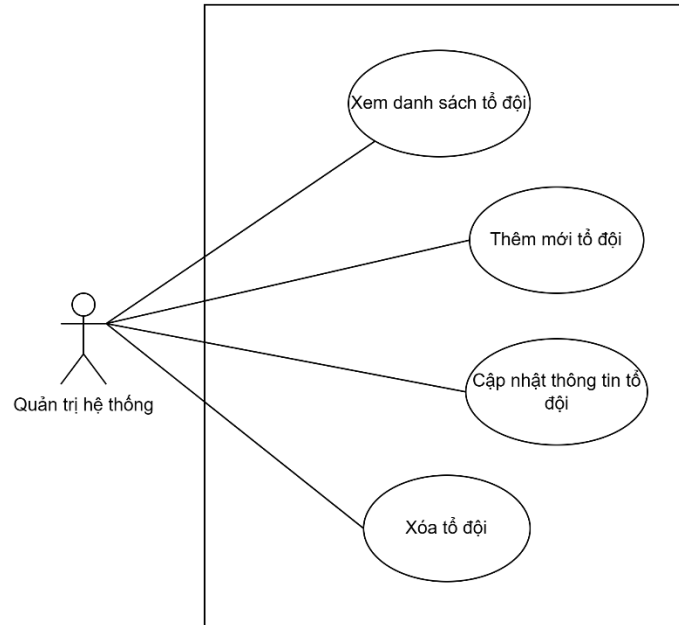 Xem danh sách tổ đội
Thêm mới tổ đội
Quản trị hệ thống
Cập nhật thông tin tổ
đội
Xóa tổ đội